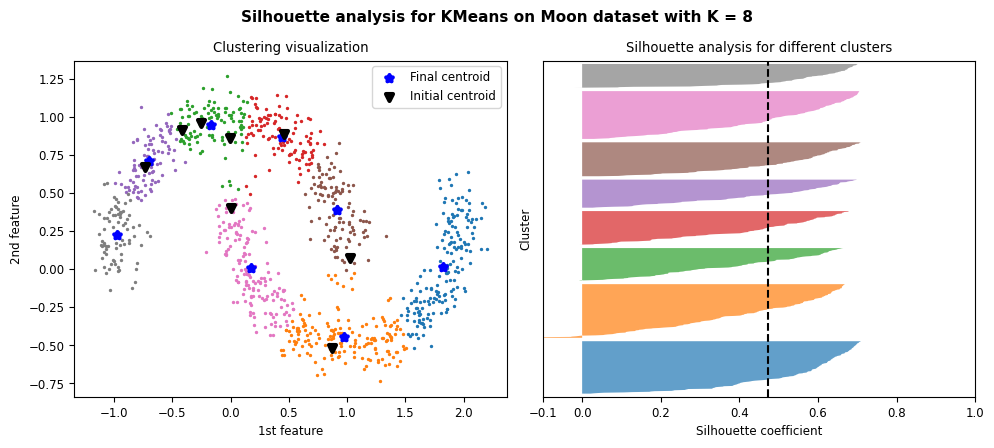 Silhouette analysis for KMeans on Moon dataset with K = 8
Clustering visualization
Final centroid
Initial centroid
1.25
1.00
0.75
0.50
0.25
0.00
−0.25
−0.50
−0.75
2nd feature
−1.0 −0.5 0.0 0.5 1.0 1.5 2.0
1st feature
Silhouette analysis for different clusters
Cluster
−0.1 0.0 0.2 0.4 0.6 0.8 1.0
Silhouette coefficient